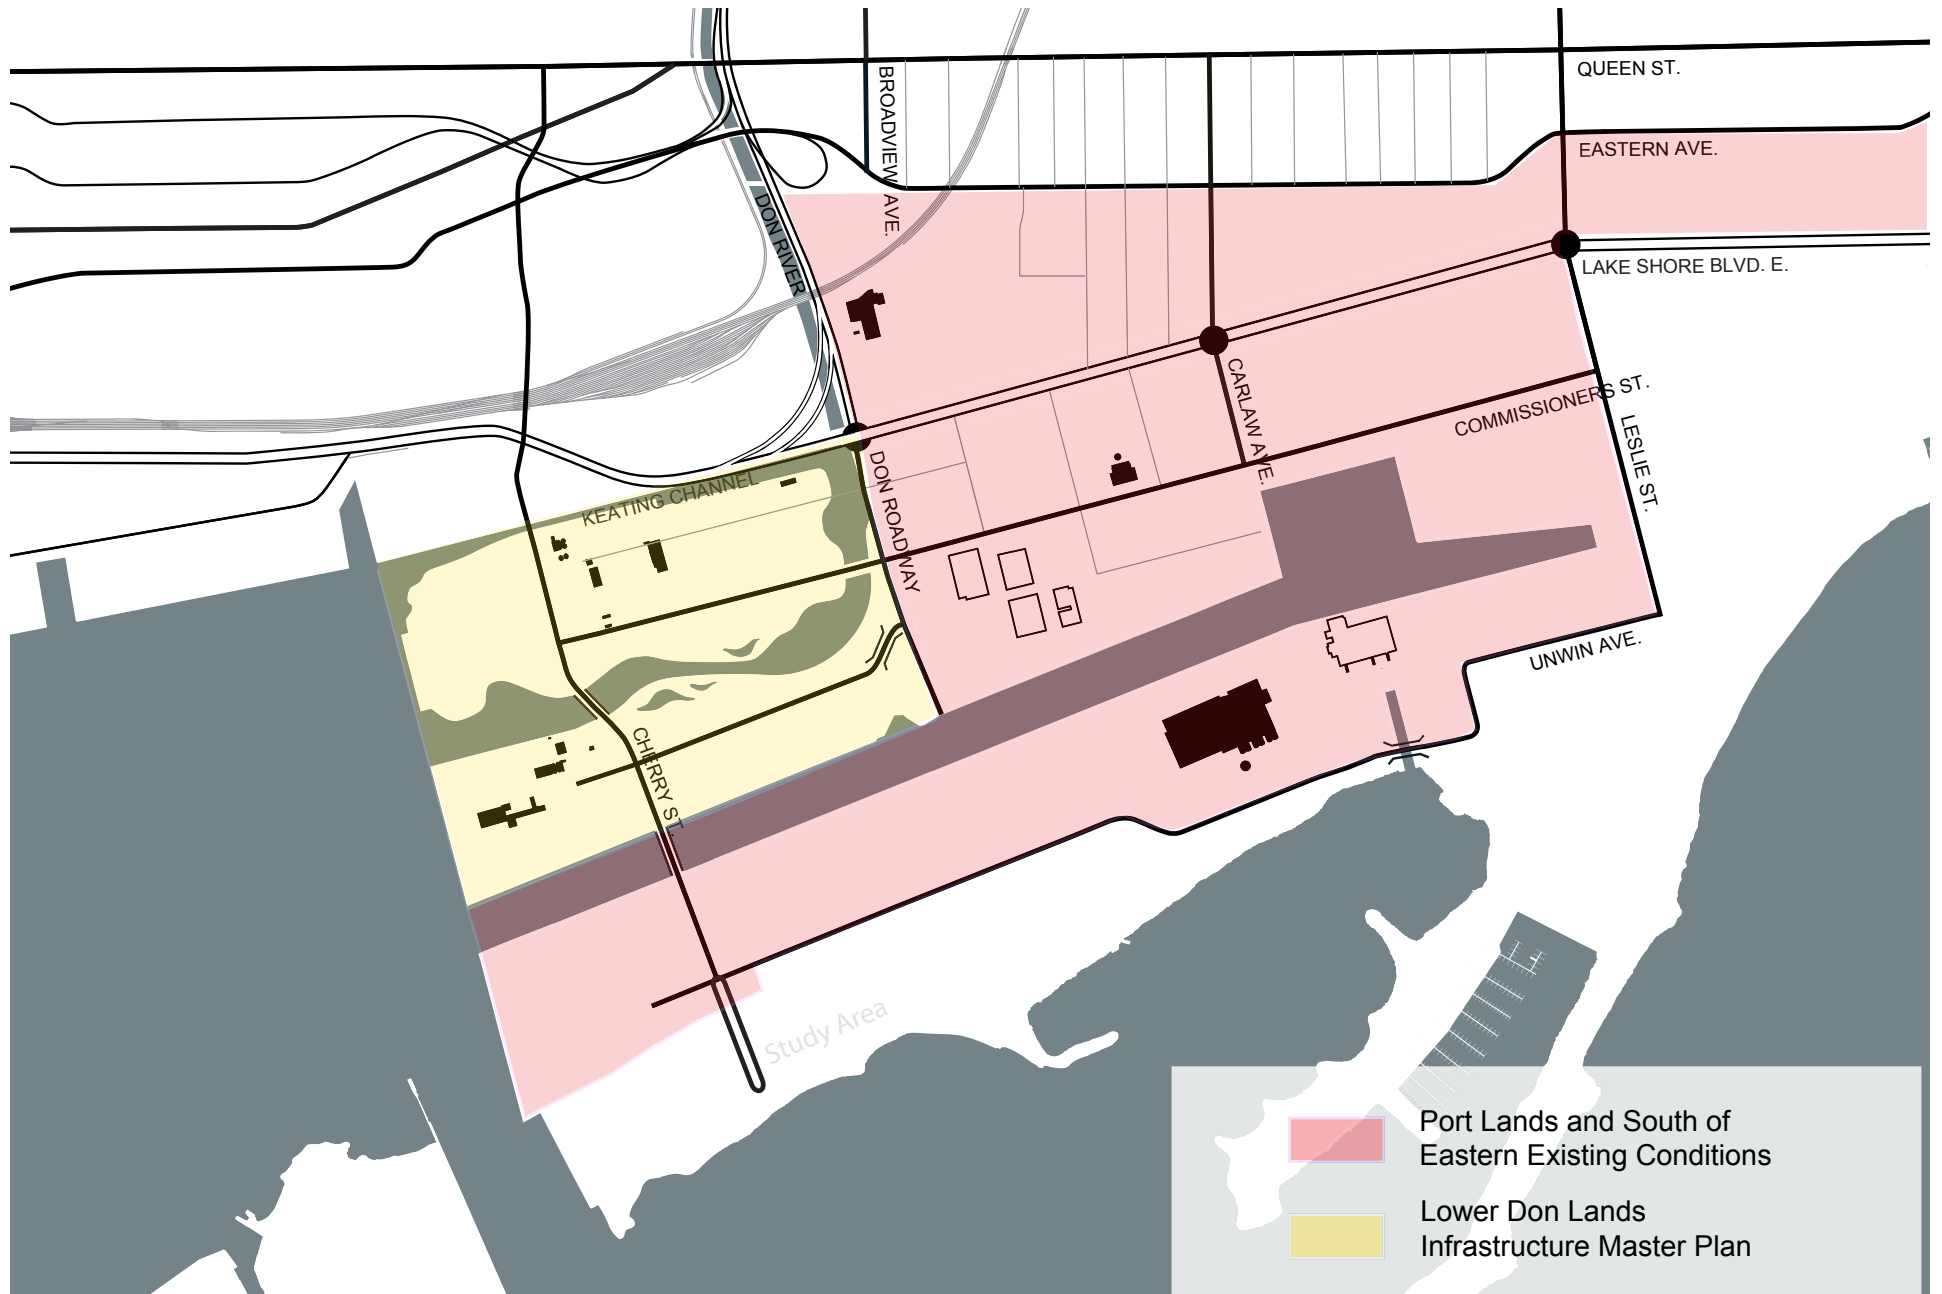 QUEEN ST.
BROADVIEW AVE.
EASTERN AVE.
DON RIVER
LAKE SHORE BLVD. E.
CARLAW AVE.
COMMISSIONERS ST.
LESLIE ST.
KEATING CHANNEL
DON ROADWAY
UNWIN AVE.
CHERRY ST.
Study Area
Port Lands and South of
Eastern Existing Conditions
Lower Don Lands
Infrastructure Master Plan